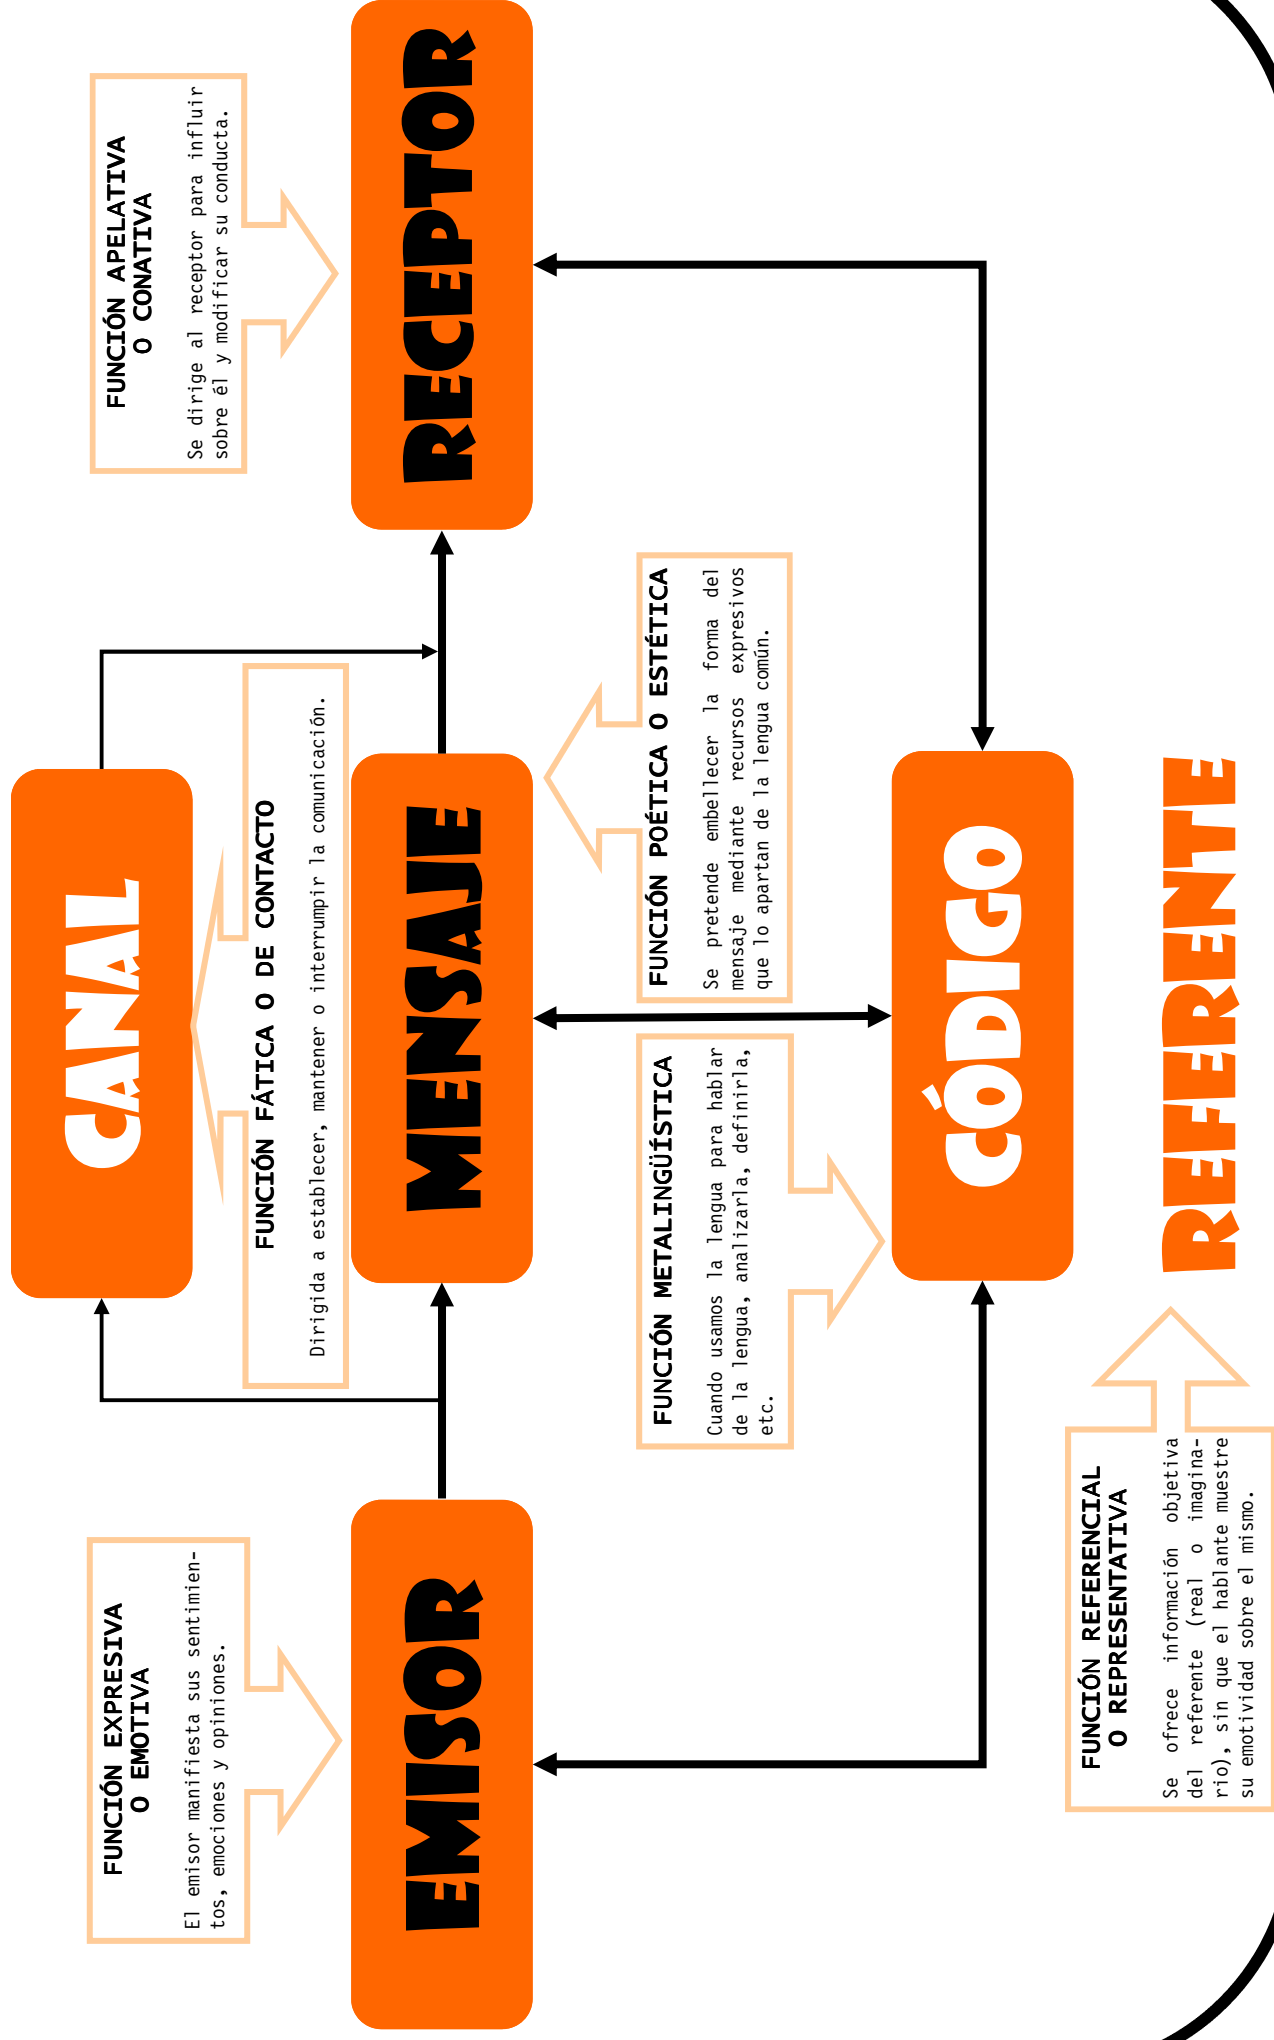 CANAL
FUNCIÓN EXPRESIVA
O EMOTIVA
El emisor manifiesta sus sentimien-
tos, emociones y opiniones.
FUNCIÓN FÁTICA O DE CONTACTO
Dirigida a establecer, mantener o interrumpir la comunicación.
FUNCIÓN APELATIVA
O CONATIVA
Se dirige al receptor para influir
sobre él y modificar su conducta.
EMISOR
MENSAJE
RECEPTOR
FUNCIÓN METALINGÜÍSTICA
Cuando usamos la lengua para hablar
de la lengua, analizarla, definirla,
etc.
FUNCIÓN POÉTICA O ESTÉTICA
Se pretende embellecer la forma del
mensaje mediante recursos expresivos
que lo apartan de la lengua común.
CÓDIGO
FUNCIÓN REFERENCIAL
O REPRESENTATIVA
Se ofrece información objetiva
del referente (real o imagina-
rio), sin que el hablante muestre
su emotividad sobre el mismo.
REFERENTE